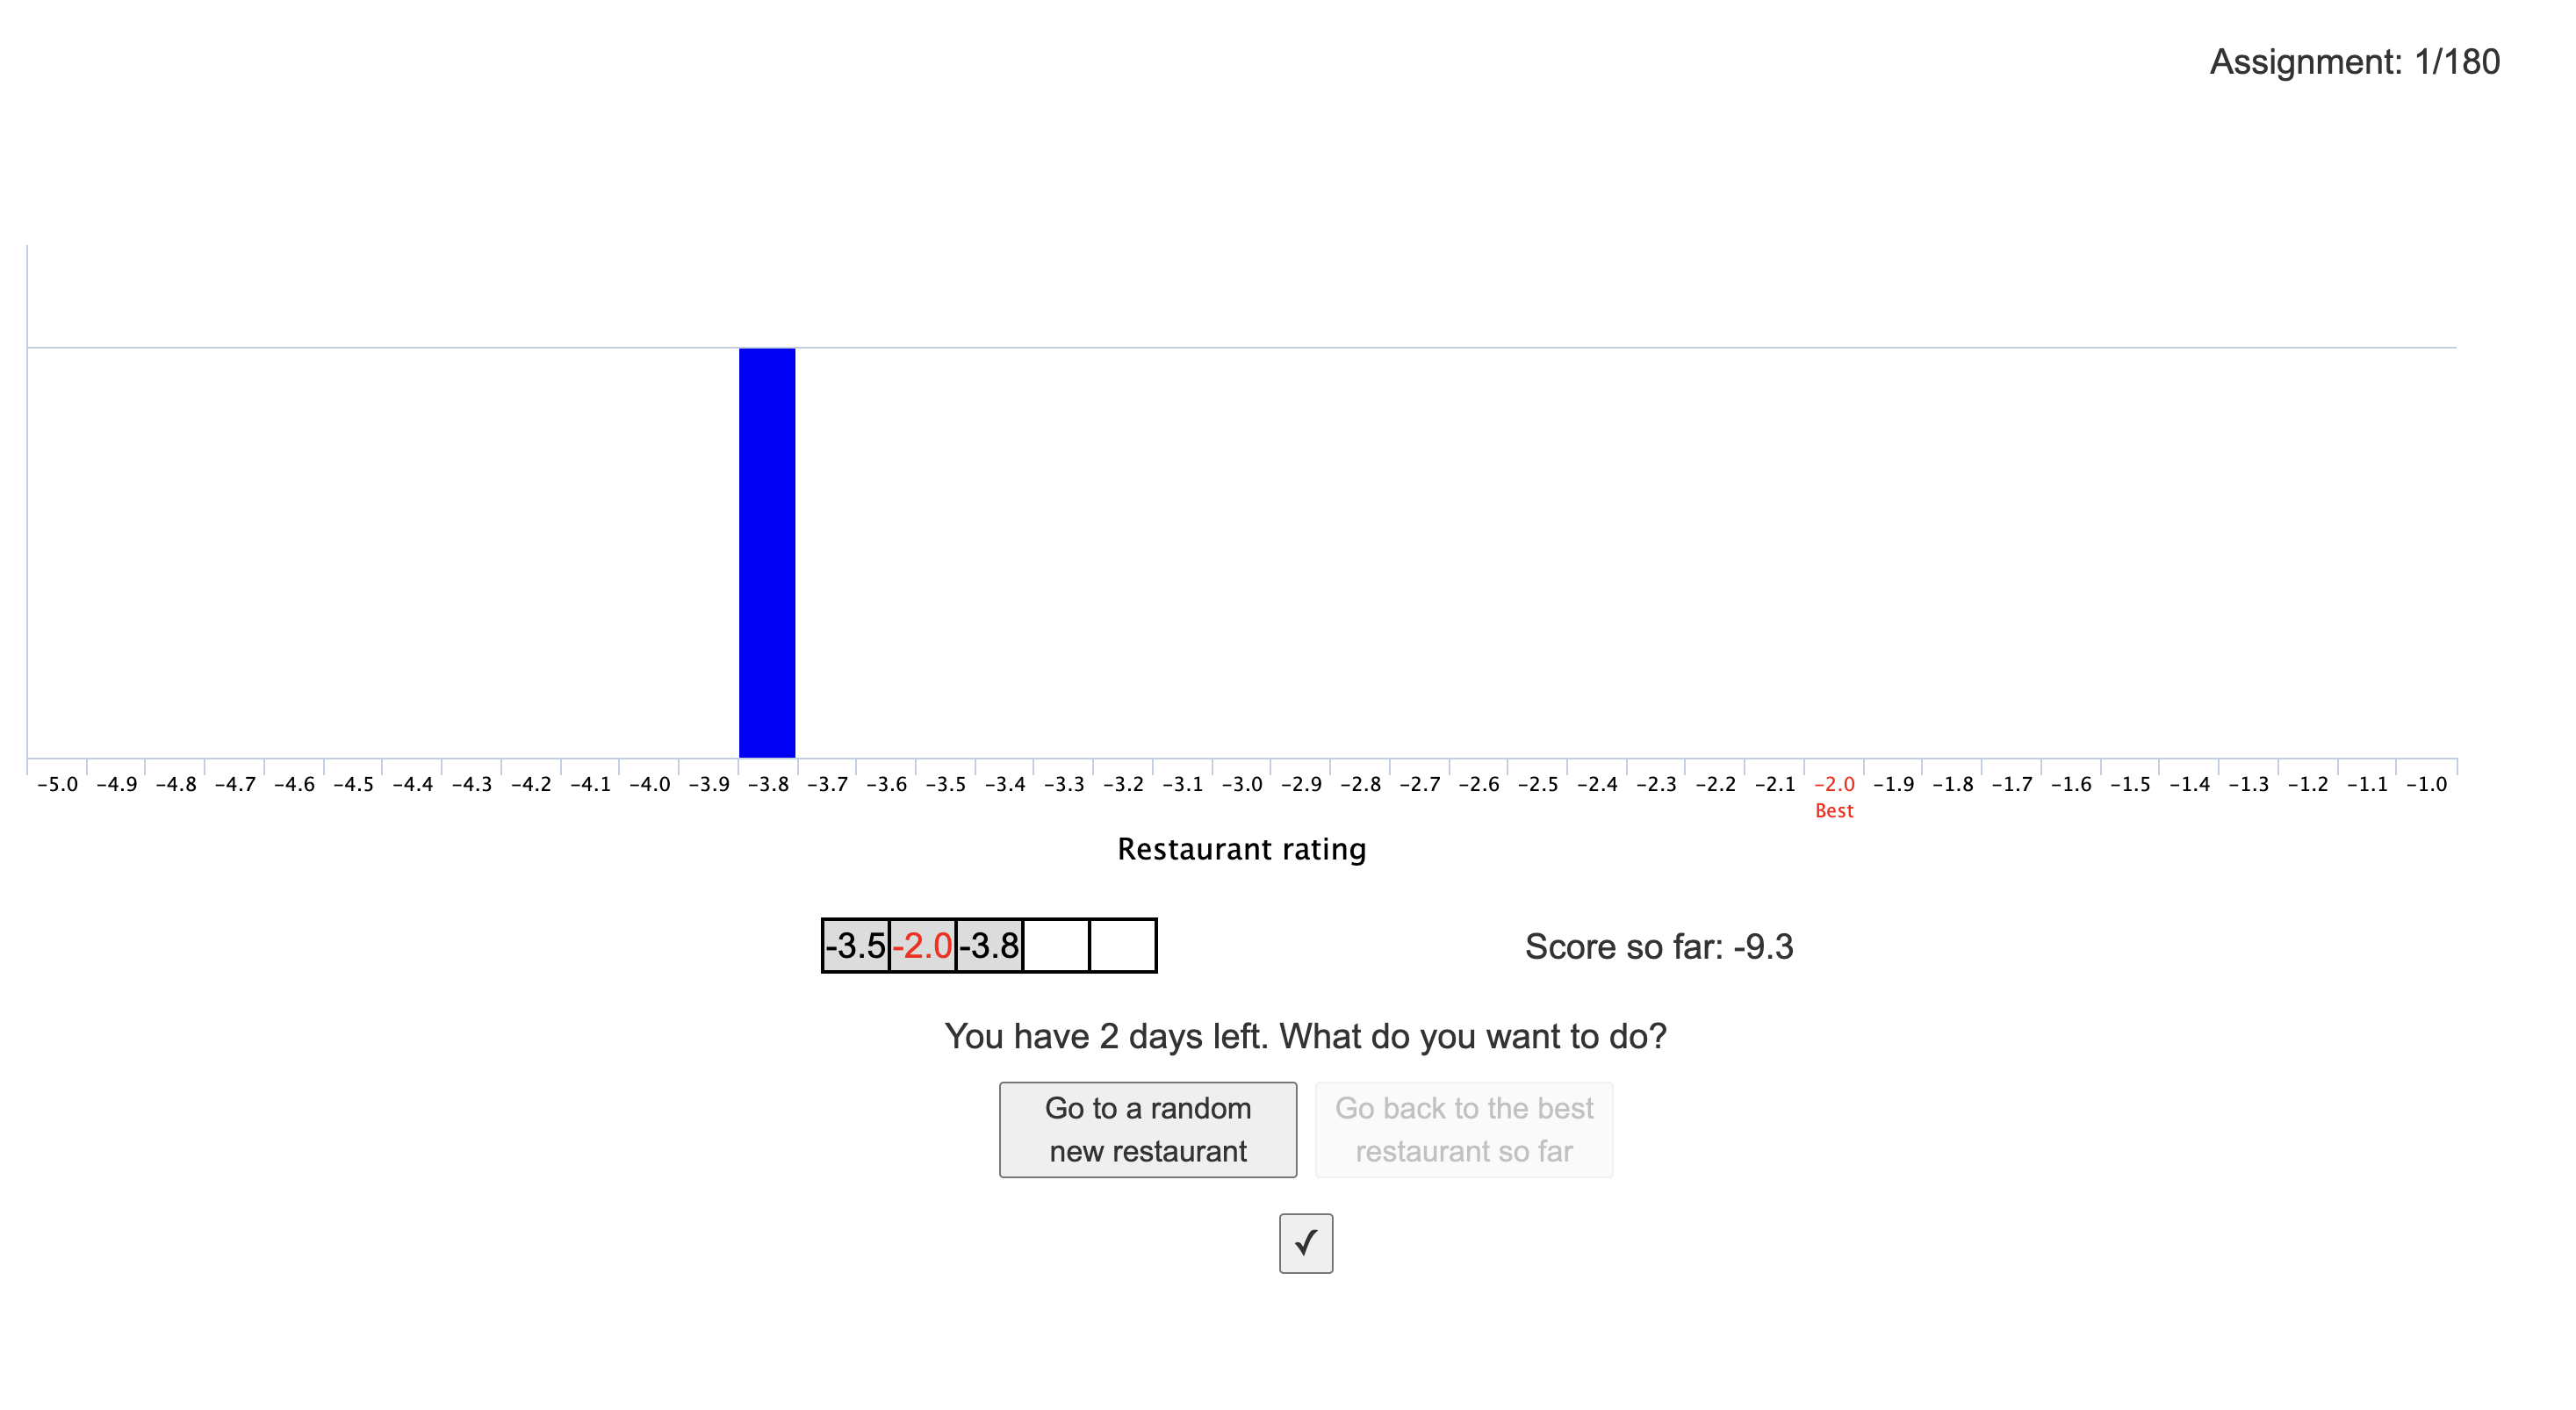 Assignment: 1/180
-5.0 -4.9 -4.8 -4.7 -4.6 -4.5 -4.4 -4.3 -4.2 -4.1 -4.0 -3.9 -3.8 -3.7 -3.6 -3.5 -3.4 -3.3 -3.2 -3.1 -3.0 -2.9 -2.8 -2.7 -2.6 -2.5 -2.4 -2.3 -2.2 -2.1 -2.0 -1.9 -1.8 -1.7 -1.6 -1.5 -1.4 -1.3 -1.2 -1.1 -1.0
Best
Restaurant rating
-3.5 -2.0 -3.8 Score so far: -9.3
You have 2 days left. What do you want to do?
Go to a random
new restaurant
Go back to the best
restaurant so far
✓